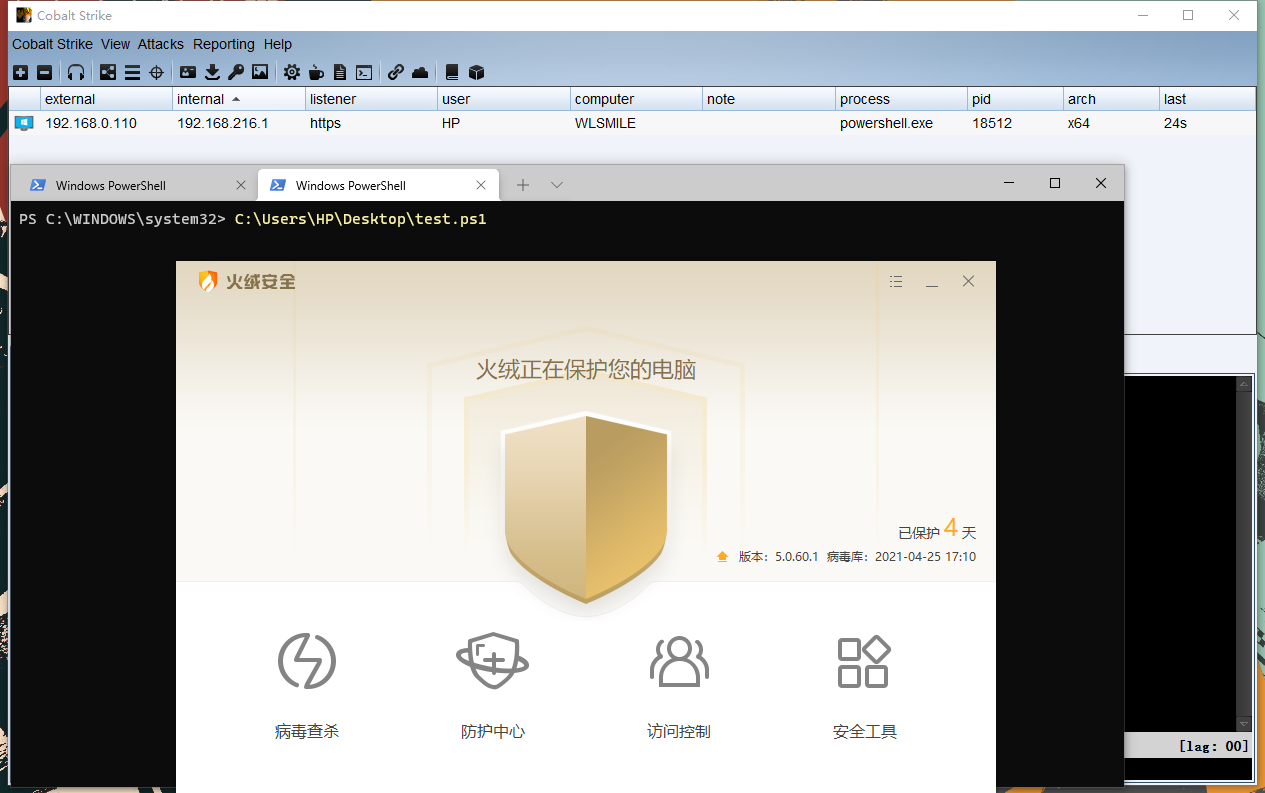 Cobalt Strike
Cobalt Strike View Attacks Reporting Help
external internal listener user computer note process pid arch last
192.168.0.110 192.168.216.1 https HP WLSMILE powershell.exe 18512 x64 24s
Windows PowerShell Windows PowerShell
PS C:\WINDOWS\system32> C:\Users\HP\Desktop\test.ps1
火绒安全
火绒正在保护您的电脑
已保护 4 天
版本：5.0.60.1 病毒库：2021-04-25 17:10
病毒查杀 防护中心 访问控制 安全工具
[lag: 00]